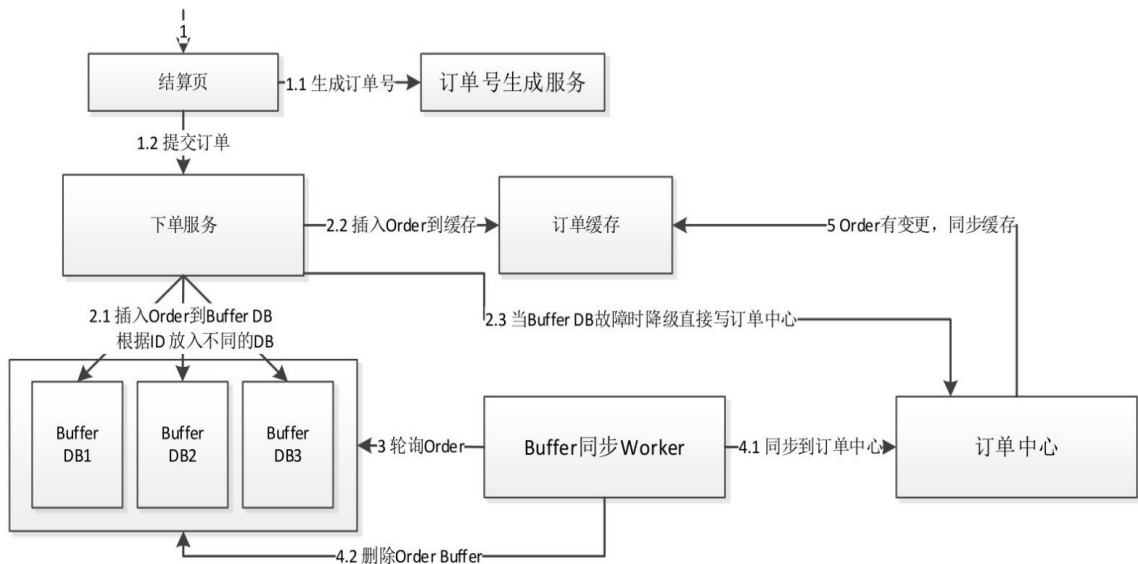 1
结算页
1.1 生成订单号
订单号生成服务
1.2 提交订单
下单服务
2.2 插入Order到缓存
订单缓存
5 Order有变更，同步缓存
2.1 插入Order到Buffer DB
根据ID 放入不同的DB
2.3 当Buffer DB故障时降级直接写订单中心
Buffer
DB1
Buffer
DB2
Buffer
DB3
3 轮询Order
Buffer同步Worker
4.1 同步到订单中心
订单中心
4.2 删除Order Buffer